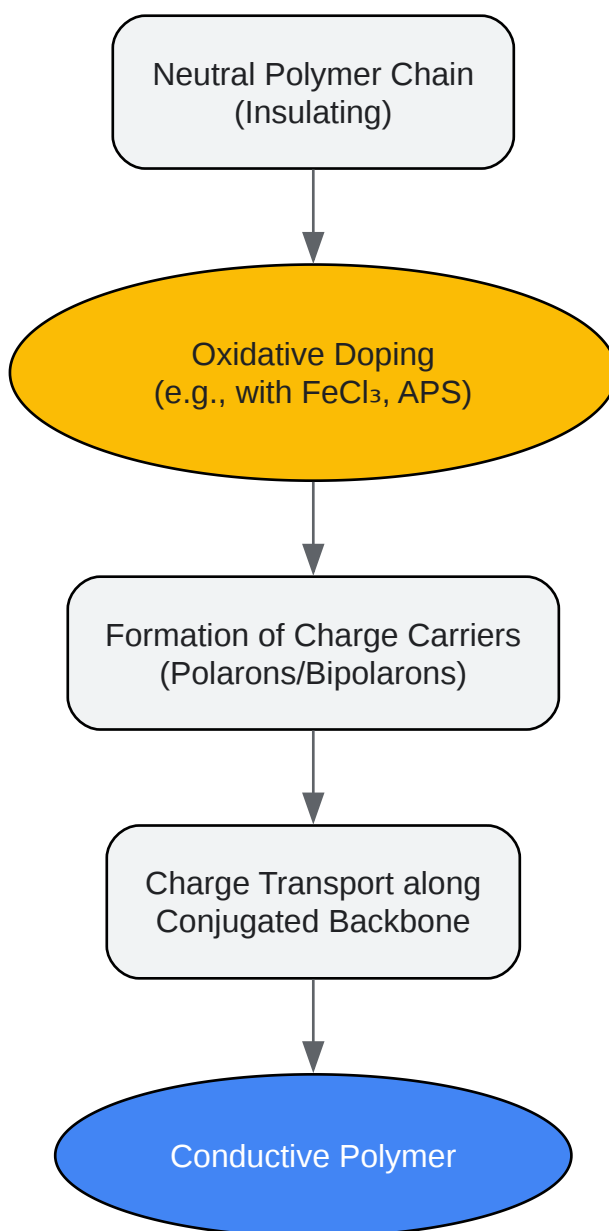 Neutral Polymer Chain
(Insulating)
Oxidative Doping
(e.g., with FeCl₃, APS)
Formation of Charge Carriers
(Polarons/Bipolarons)
Charge Transport along
Conjugated Backbone
Conductive Polymer